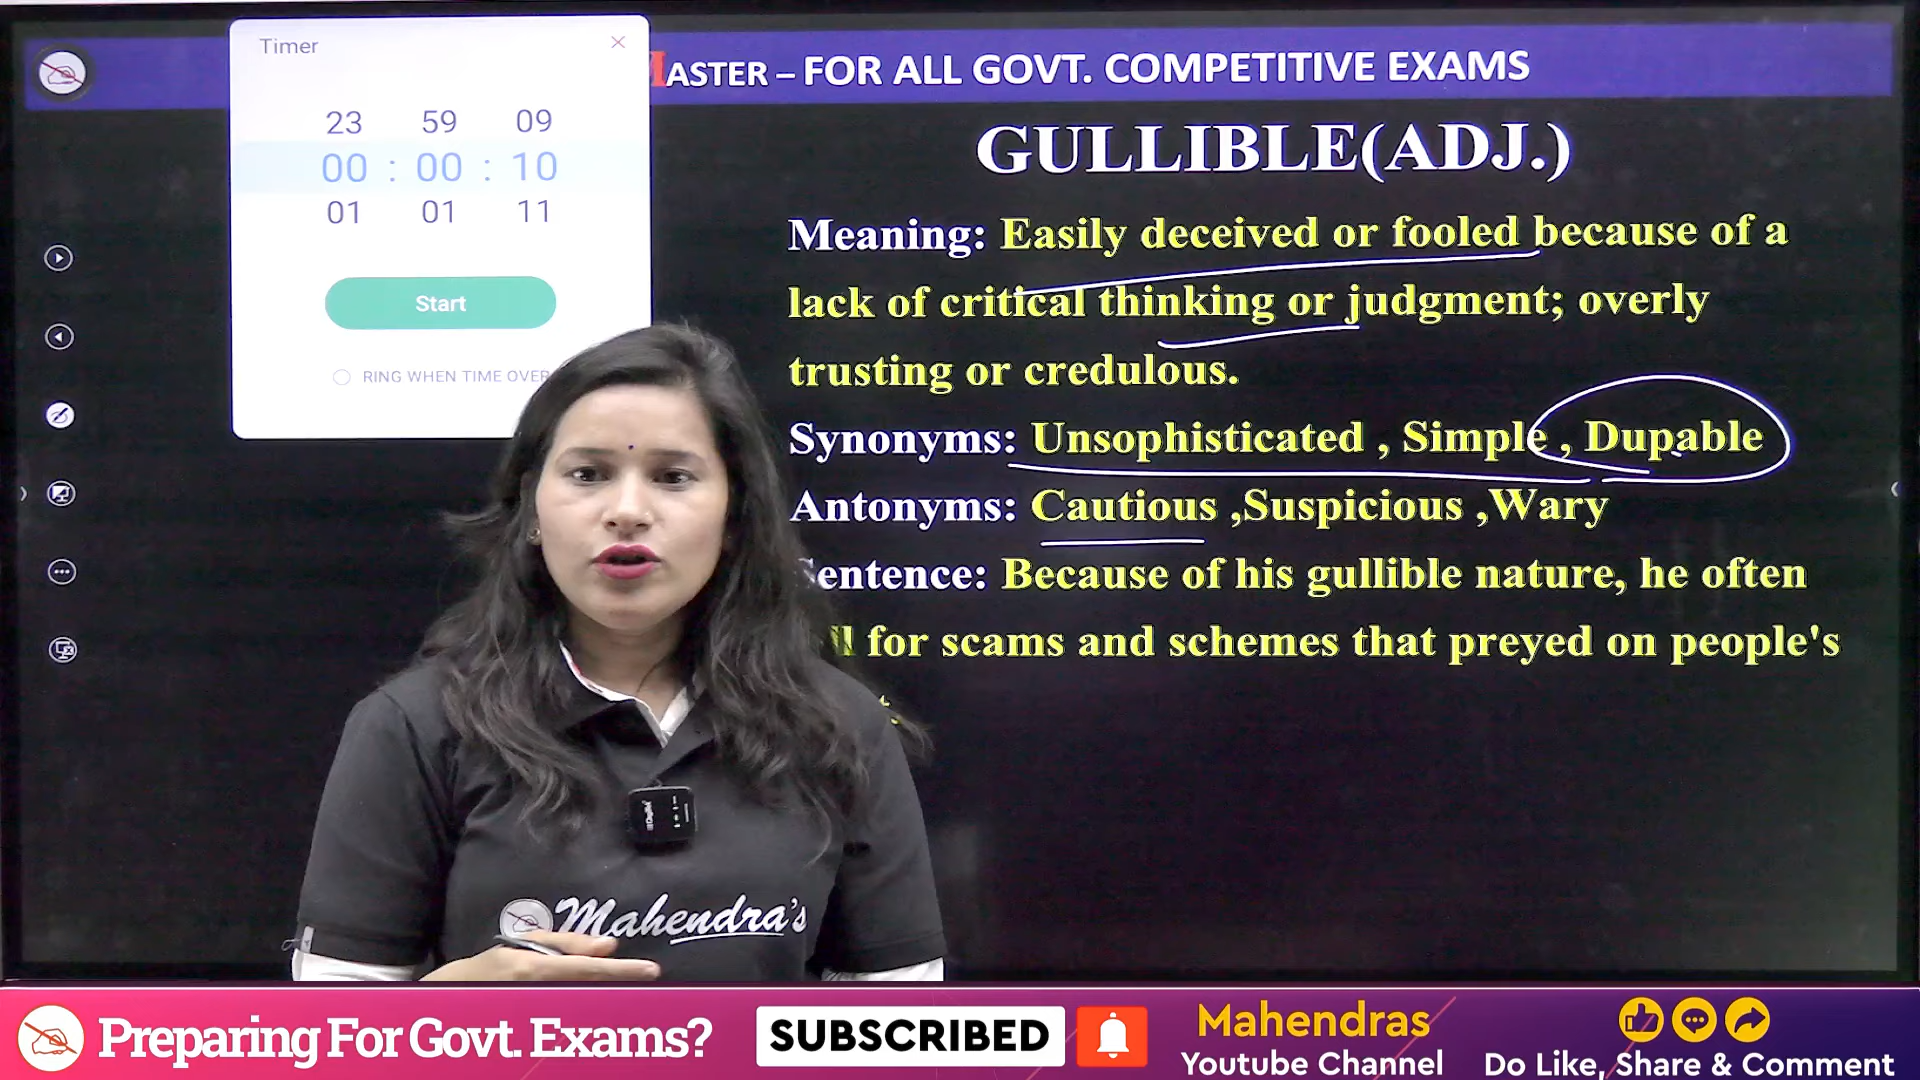 Timer
23 59 09
00 : 00 : 10
01 01 11
Start
RING WHEN TIME OVER
MASTER – FOR ALL GOVT. COMPETITIVE EXAMS
GULLIBLE(ADJ.)
Meaning: Easily deceived or fooled because of a
lack of critical thinking or judgment; overly
trusting or credulous.
Synonyms: Unsophisticated , Simple , Dupable
Antonyms: Cautious ,Suspicious ,Wary
Sentence: Because of his gullible nature, he often
for scams and schemes that preyed on people's
Mahendra's
Preparing For Govt. Exams?
SUBSCRIBED
Mahendras
Youtube Channel
Do Like, Share & Comment